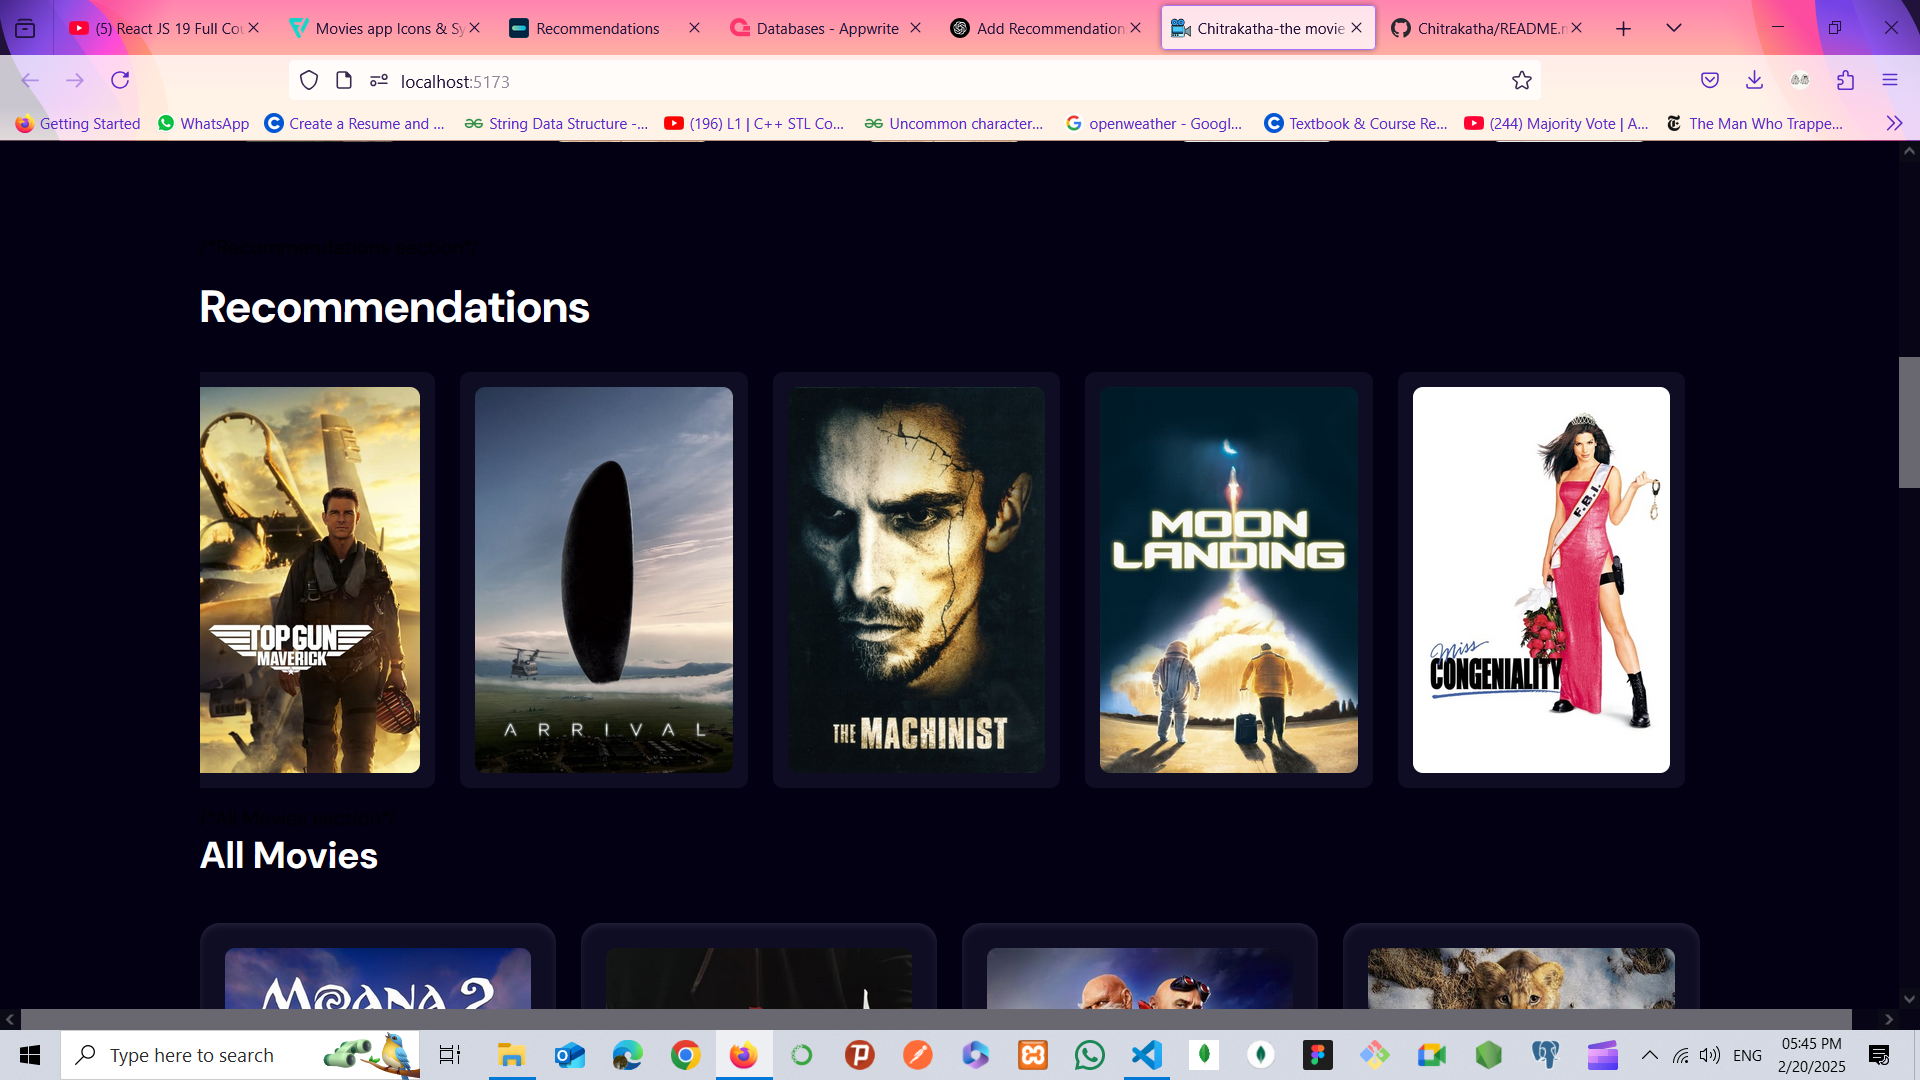 (5) React JS 19 Full Cou
Movies app Icons & Sy
Recommendations
Databases - Appwrite
Add Recommendation
Chitrakatha-the movie
Chitrakatha/README.m
localhost:5173
Getting Started
WhatsApp
Create a Resume and ...
String Data Structure -...
(196) L1 | C++ STL Co...
Uncommon character...
openweather - Googl...
Textbook & Course Re...
(244) Majority Vote | A...
The Man Who Trappe...
Recommendations
TOP GUN
MAVERICK
ARRIVAL
THE MACHINIST
MOON
LANDING
F.B.I.
Miss
CONGENIALITY
All Movies
MOANA 2
Type here to search
ENG
05:45 PM
2/20/2025